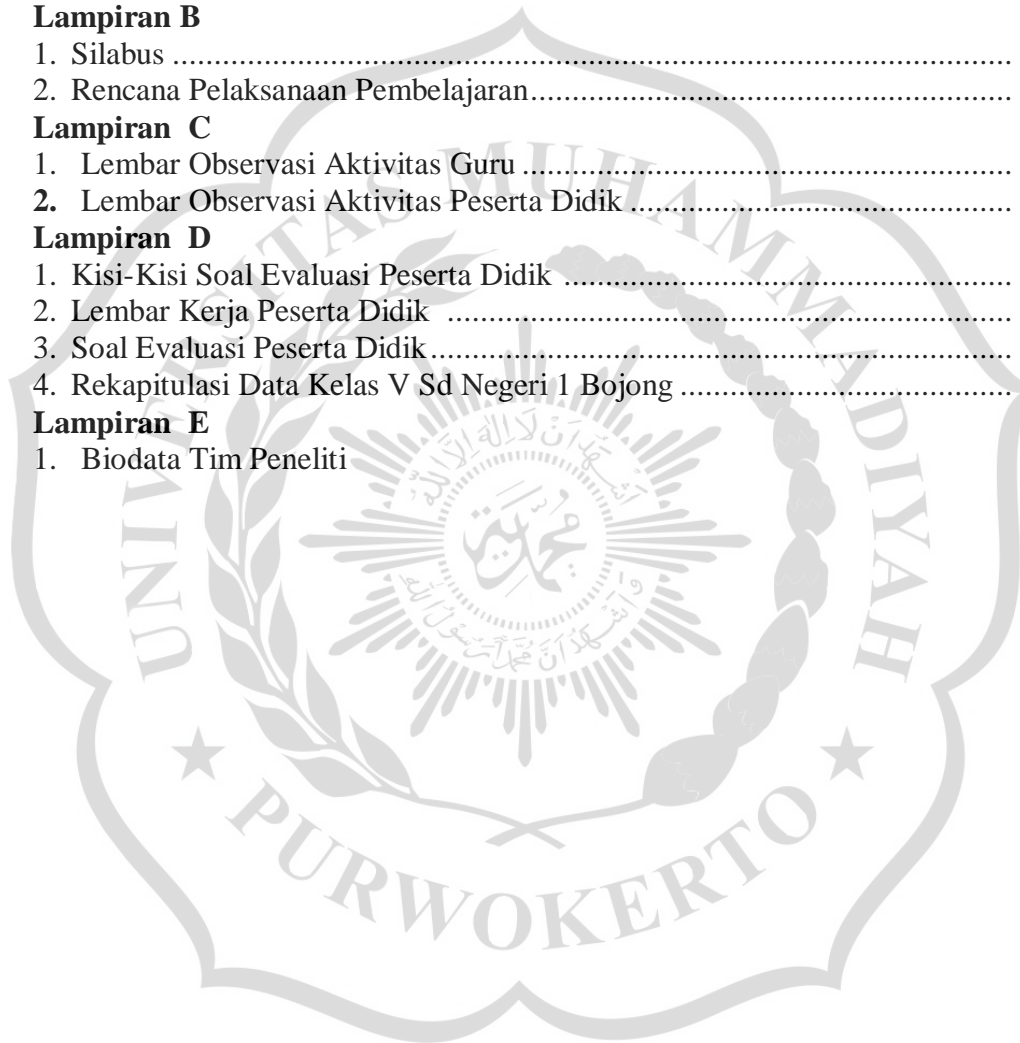 Lampiran B
1. Silabus ....................................................................................................
2. Rencana Pelaksanaan Pembelajaran..........................................................
Lampiran C
1. Lembar Observasi Aktivitas Guru ...........................................................
2. Lembar Observasi Aktivitas Peserta Didik ..............................................
Lampiran D
1. Kisi-Kisi Soal Evaluasi Peserta Didik ......................................................
2. Lembar Kerja Peserta Didik ....................................................................
3. Soal Evaluasi Peserta Didik......................................................................
4. Rekapitulasi Data Kelas V Sd Negeri 1 Bojong ........................................
Lampiran E
1. Biodata Tim Peneliti
UNIVERSITAS MUHAMMADIYAH
PURWOKERTO